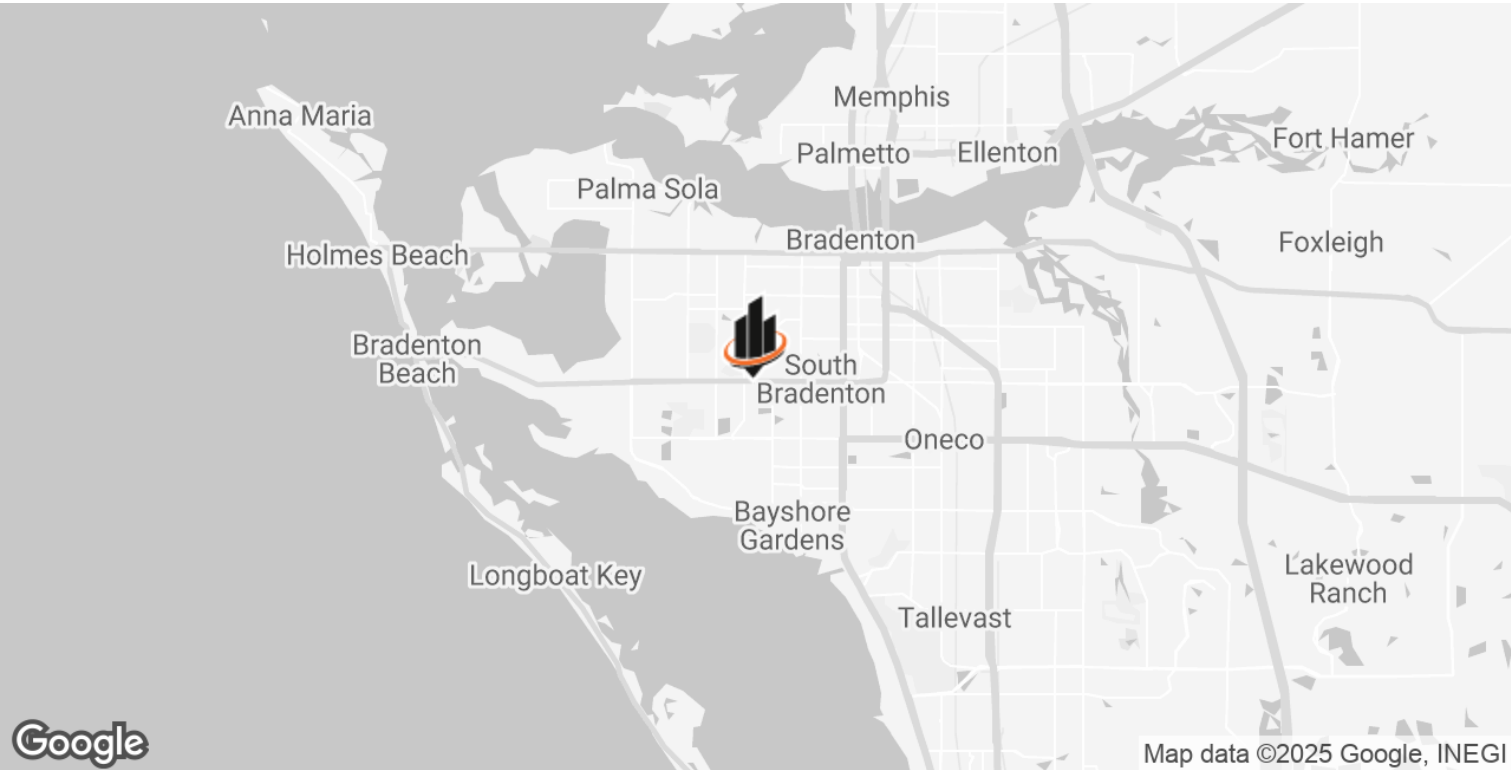 Memphis
Anna Maria
Fort Hamer
Palmetto
Ellenton
Palma Sola
Bradenton
Foxleigh
Holmes Beach
Bradenton
Beach
South
Bradenton
Oneco
Bayshore
Gardens
Longboat Key
Lakewood
Ranch
Tallevast
Google
Map data ©2025 Google, INEGI